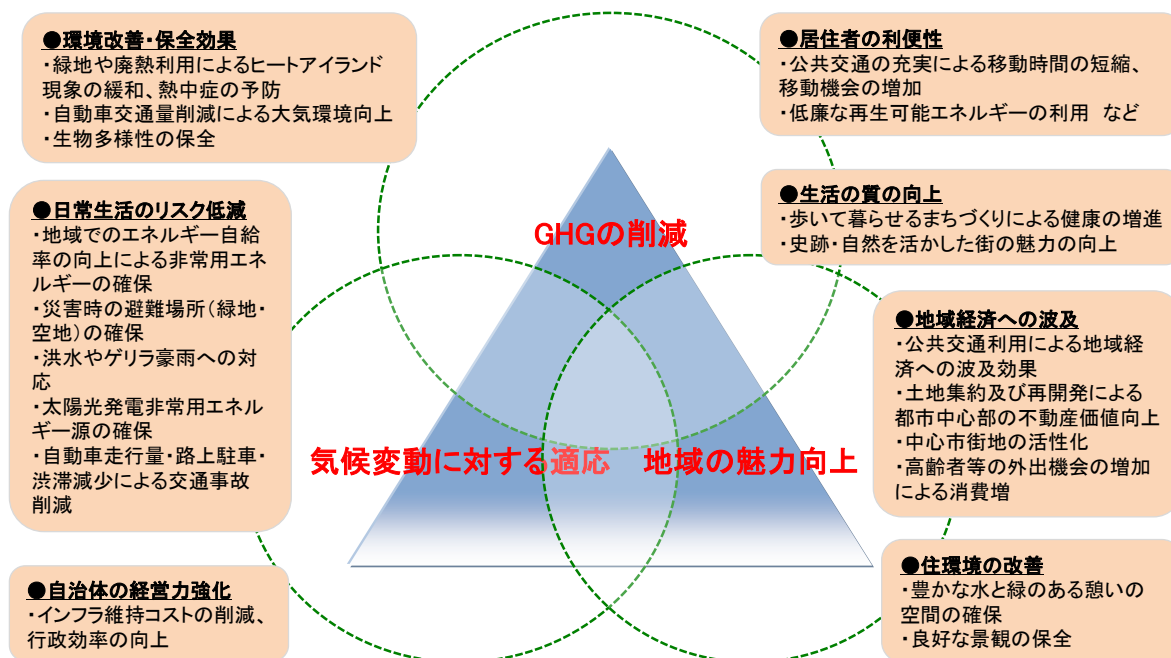 ●環境改善・保全効果
・緑地や廃熱利用によるヒートアイランド
現象の緩和、熱中症の予防
・自動車交通量削減による大気環境向上
・生物多様性の保全
●日常生活のリスク低減
・地域でのエネルギー自給
率の向上による非常用エネ
ルギーの確保
・災害時の避難場所（緑地・
空地）の確保
・洪水やゲリラ豪雨への対
応
・太陽光発電非常用エネル
ギー源の確保
・自動車走行量・路上駐車・
渋滞減少による交通事故
削減
●自治体の経営力強化
・インフラ維持コストの削減、
行政効率の向上
GHGの削減
気候変動に対する適応
地域の魅力向上
●居住者の利便性
・公共交通の充実による移動時間の短縮、
移動機会の増加
・低廉な再生可能エネルギーの利用 など
●生活の質の向上
・歩いて暮らせるまちづくりによる健康の増進
・史跡・自然を活かした街の魅力の向上
●地域経済への波及
・公共交通利用による地域経
済への波及効果
・土地集約及び再開発による
都市中心部の不動産価値向上
・中心市街地の活性化
・高齢者等の外出機会の増加
による消費増
●住環境の改善
・豊かな水と緑のある憩いの
空間の確保
・良好な景観の保全